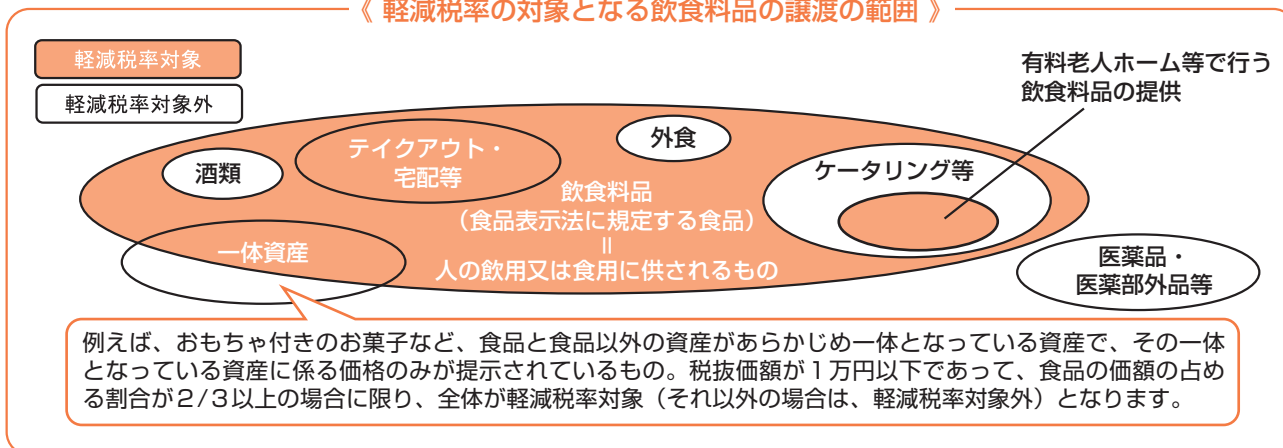 《 軽減税率の対象となる飲食料品の譲渡の範囲 》
軽減税率対象
軽減税率対象外
有料老人ホーム等で行う
飲食料品の提供
酒類
テイクアウト・
宅配等
外食
ケータリング等
飲食料品
（食品表示法に規定する食品）
＝
人の飲用又は食用に供されるもの
一体資産
医薬品・
医薬部外品等
例えば、おもちゃ付きのお菓子など、食品と食品以外の資産があらかじめ一体となっている資産で、その一体
となっている資産に係る価格のみが提示されているもの。税抜価額が１万円以下であって、食品の価額の占め
る割合が２/３以上の場合に限り、全体が軽減税率対象（それ以外の場合は、軽減税率対象外）となります。